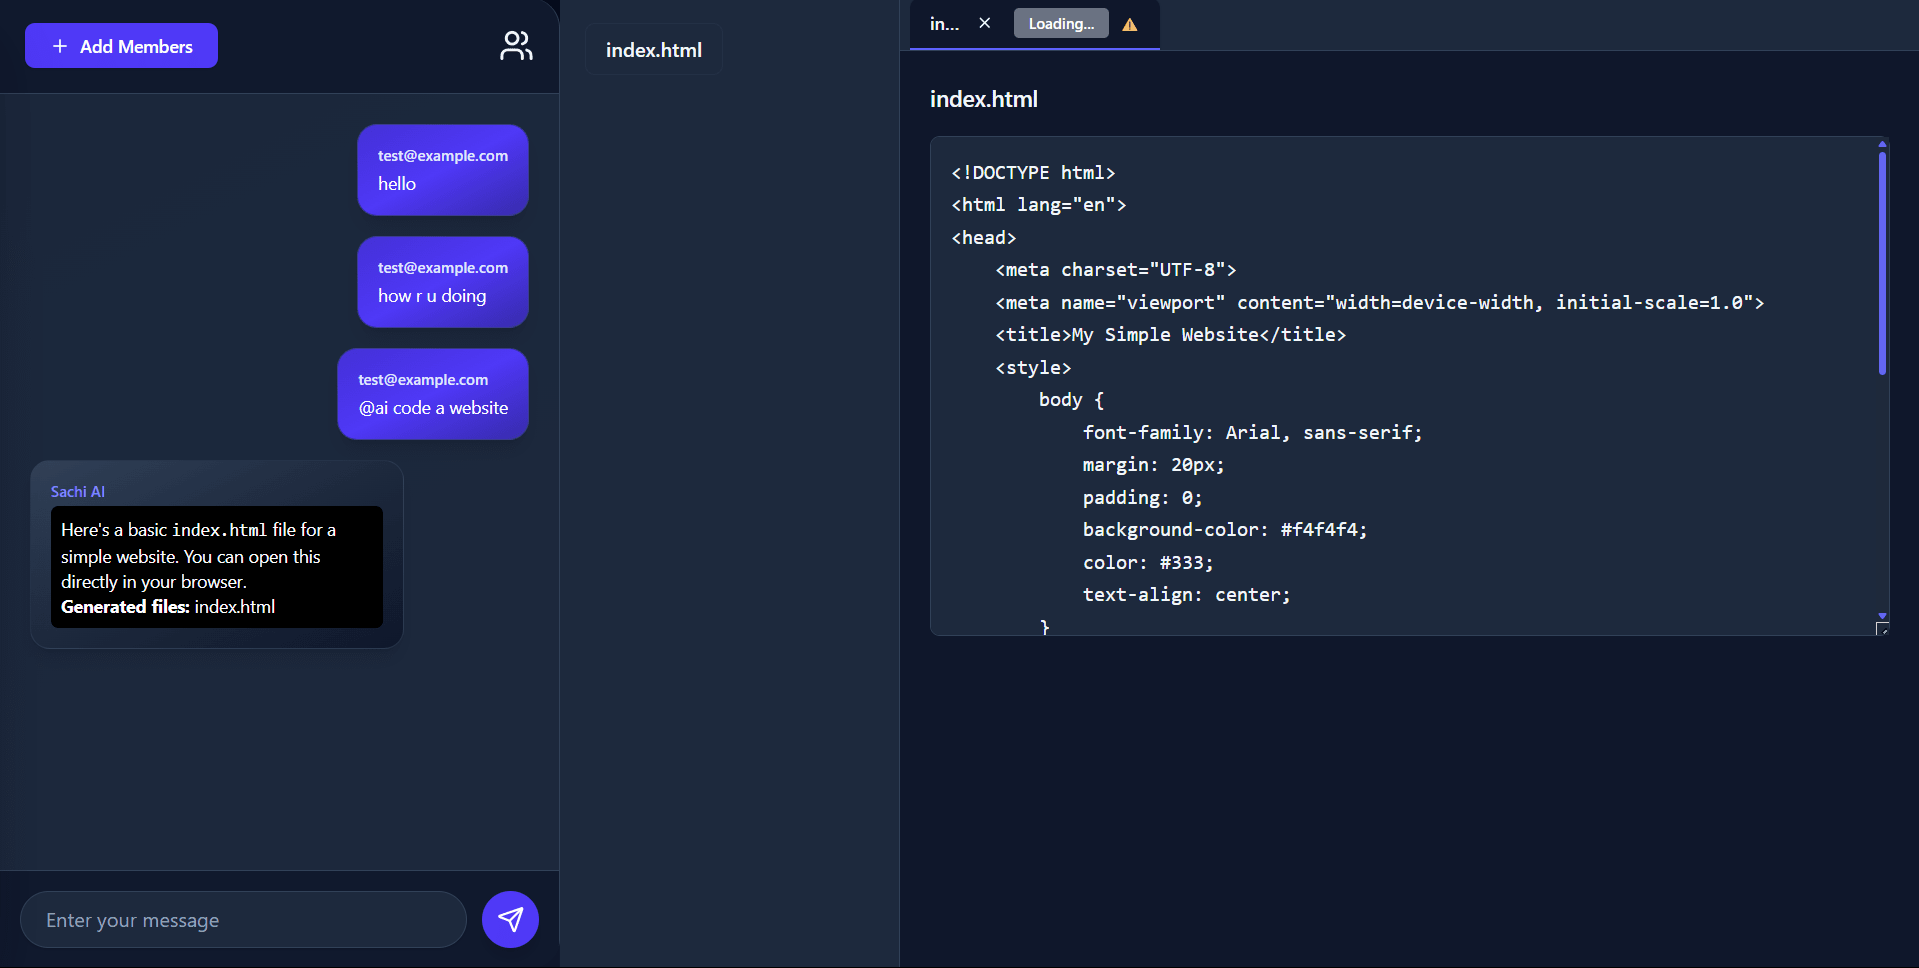 Add Members
test@example.com
hello
test@example.com
how r u doing
test@example.com
@ai code a website
Sachi AI
Here's a basic index.html file for a
simple website. You can open this
directly in your browser.
Generated files: index.html
Enter your message
index.html
in...
Loading...
index.html
<!DOCTYPE html>
<html lang="en">
<head>
    <meta charset="UTF-8">
    <meta name="viewport" content="width=device-width, initial-scale=1.0">
    <title>My Simple Website</title>
    <style>
        body {
            font-family: Arial, sans-serif;
            margin: 20px;
            padding: 0;
            background-color: #f4f4f4;
            color: #333;
            text-align: center;
        }